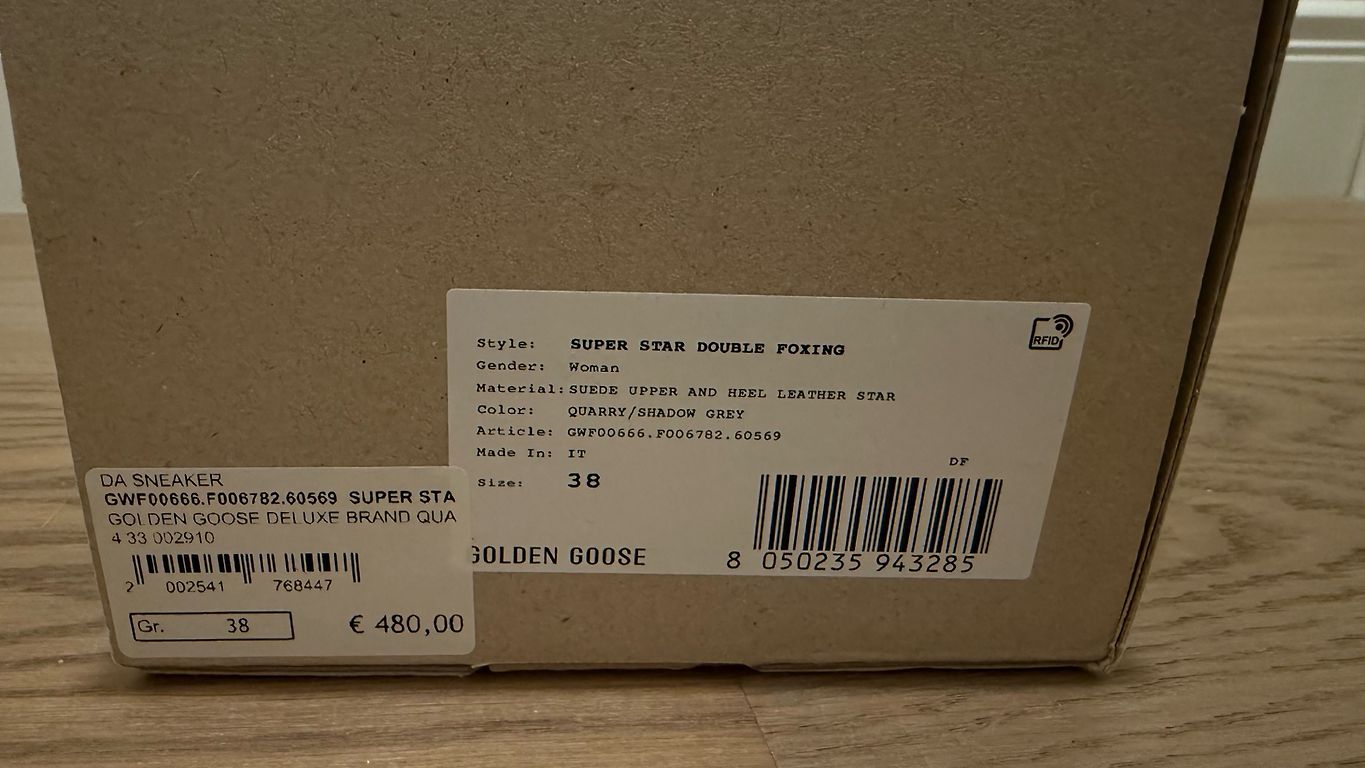 Style: SUPER STAR DOUBLE FOXING
Gender: Woman
Material: SUEDE UPPER AND HEEL LEATHER STAR
Color: QUARRY/SHADOW GREY
Article: GWF00666.F006782.60569
Made In: IT
Size: 38
DF
GOLDEN GOOSE
8 050235 943285
RFID
DA SNEAKER
GWF00666.F006782.60569 SUPER STA
GOLDEN GOOSE DELUXE BRAND QUA
4 33 002910
2 002541 768447
Gr. 38
€ 480,00